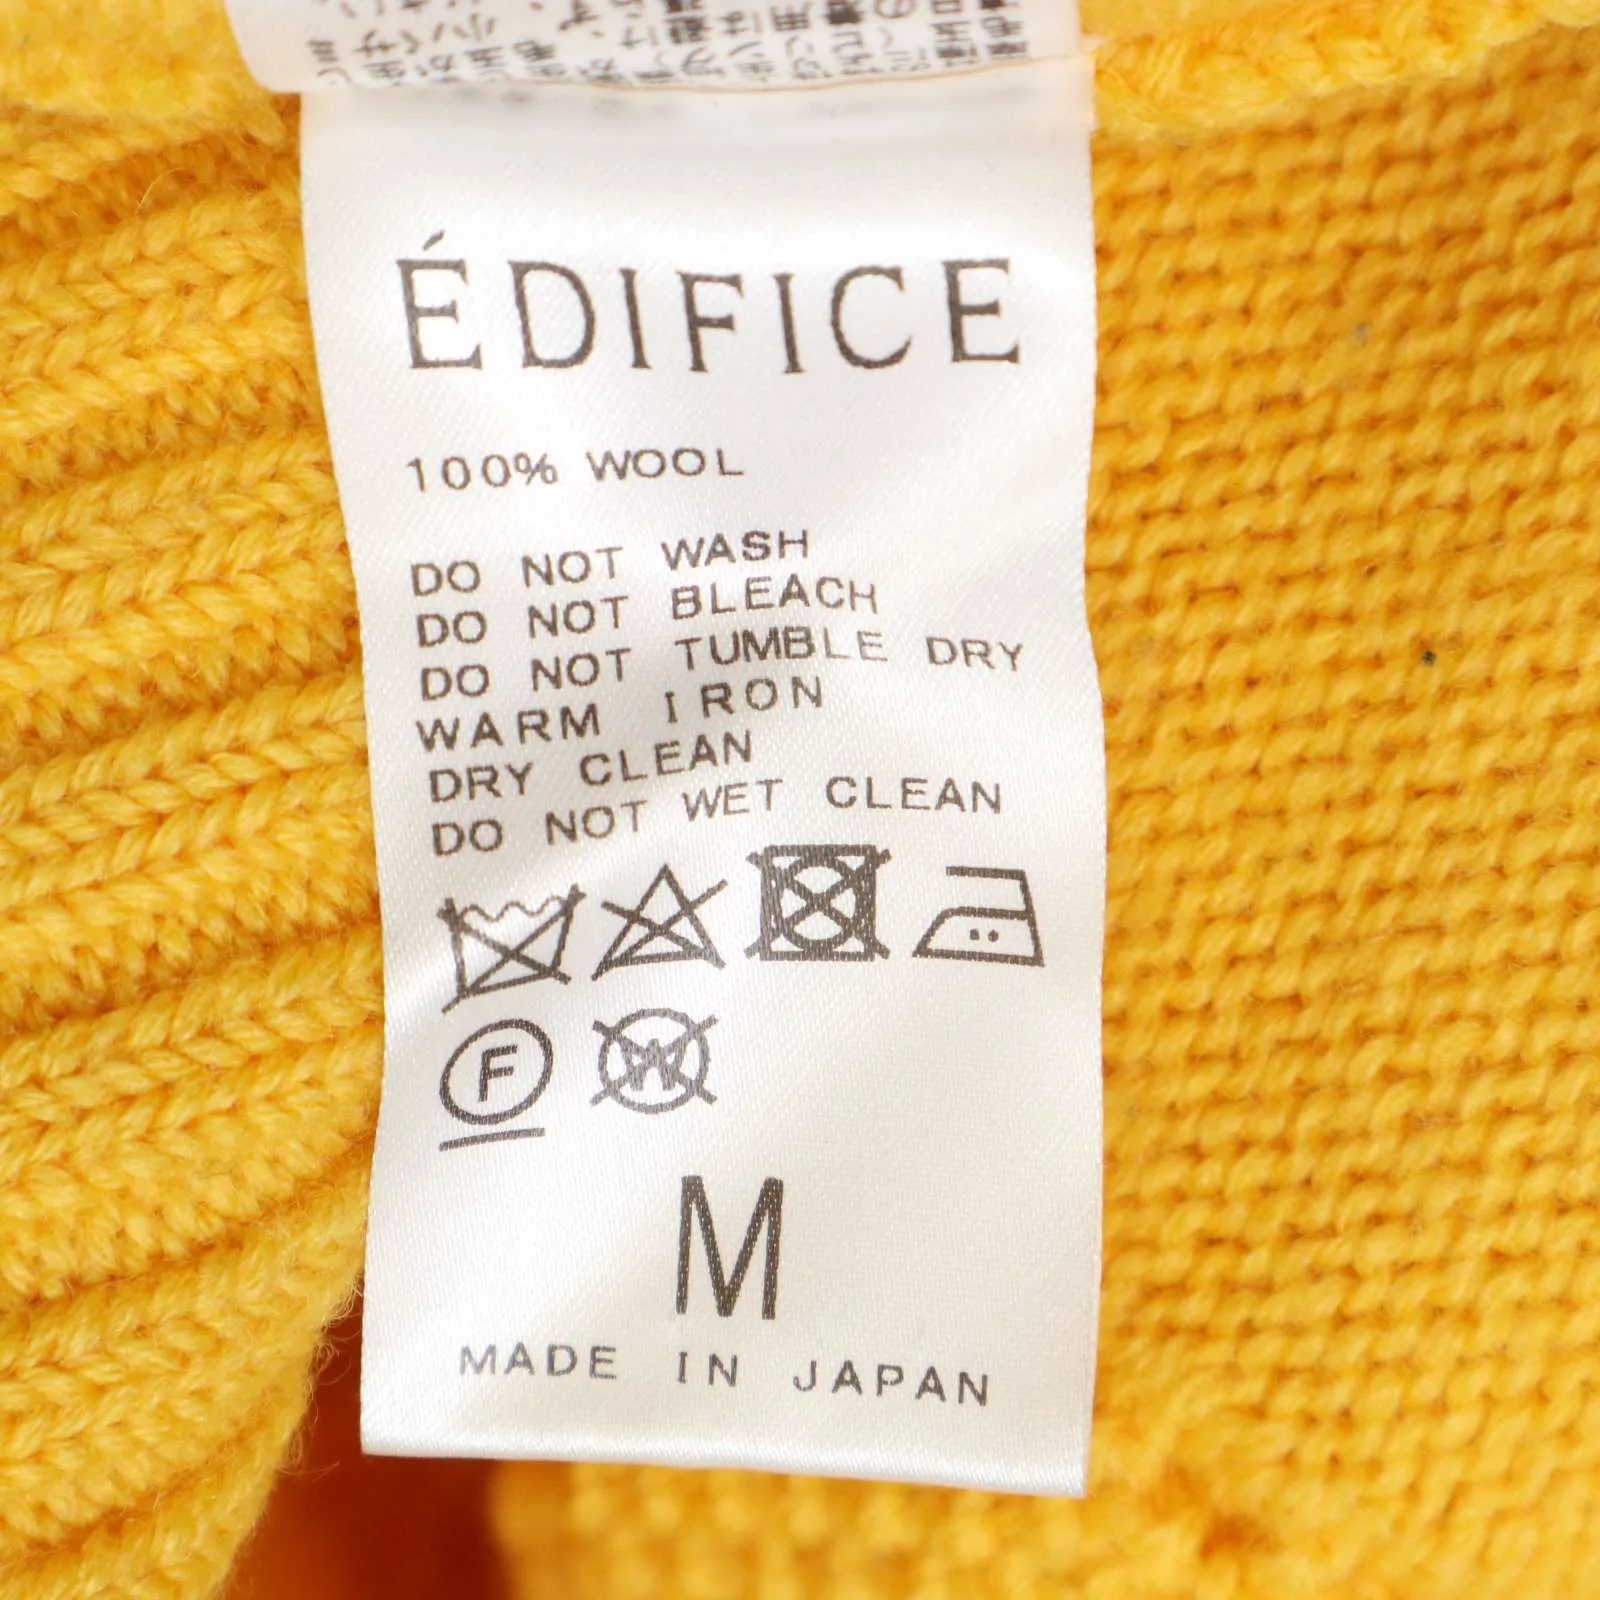 ÉDIFICE
100% WOOL
DO NOT WASH
DO NOT BLEACH
DO NOT TUMBLE DRY
WARM IRON
DRY CLEAN
DO NOT WET CLEAN
F W
M
MADE IN JAPAN